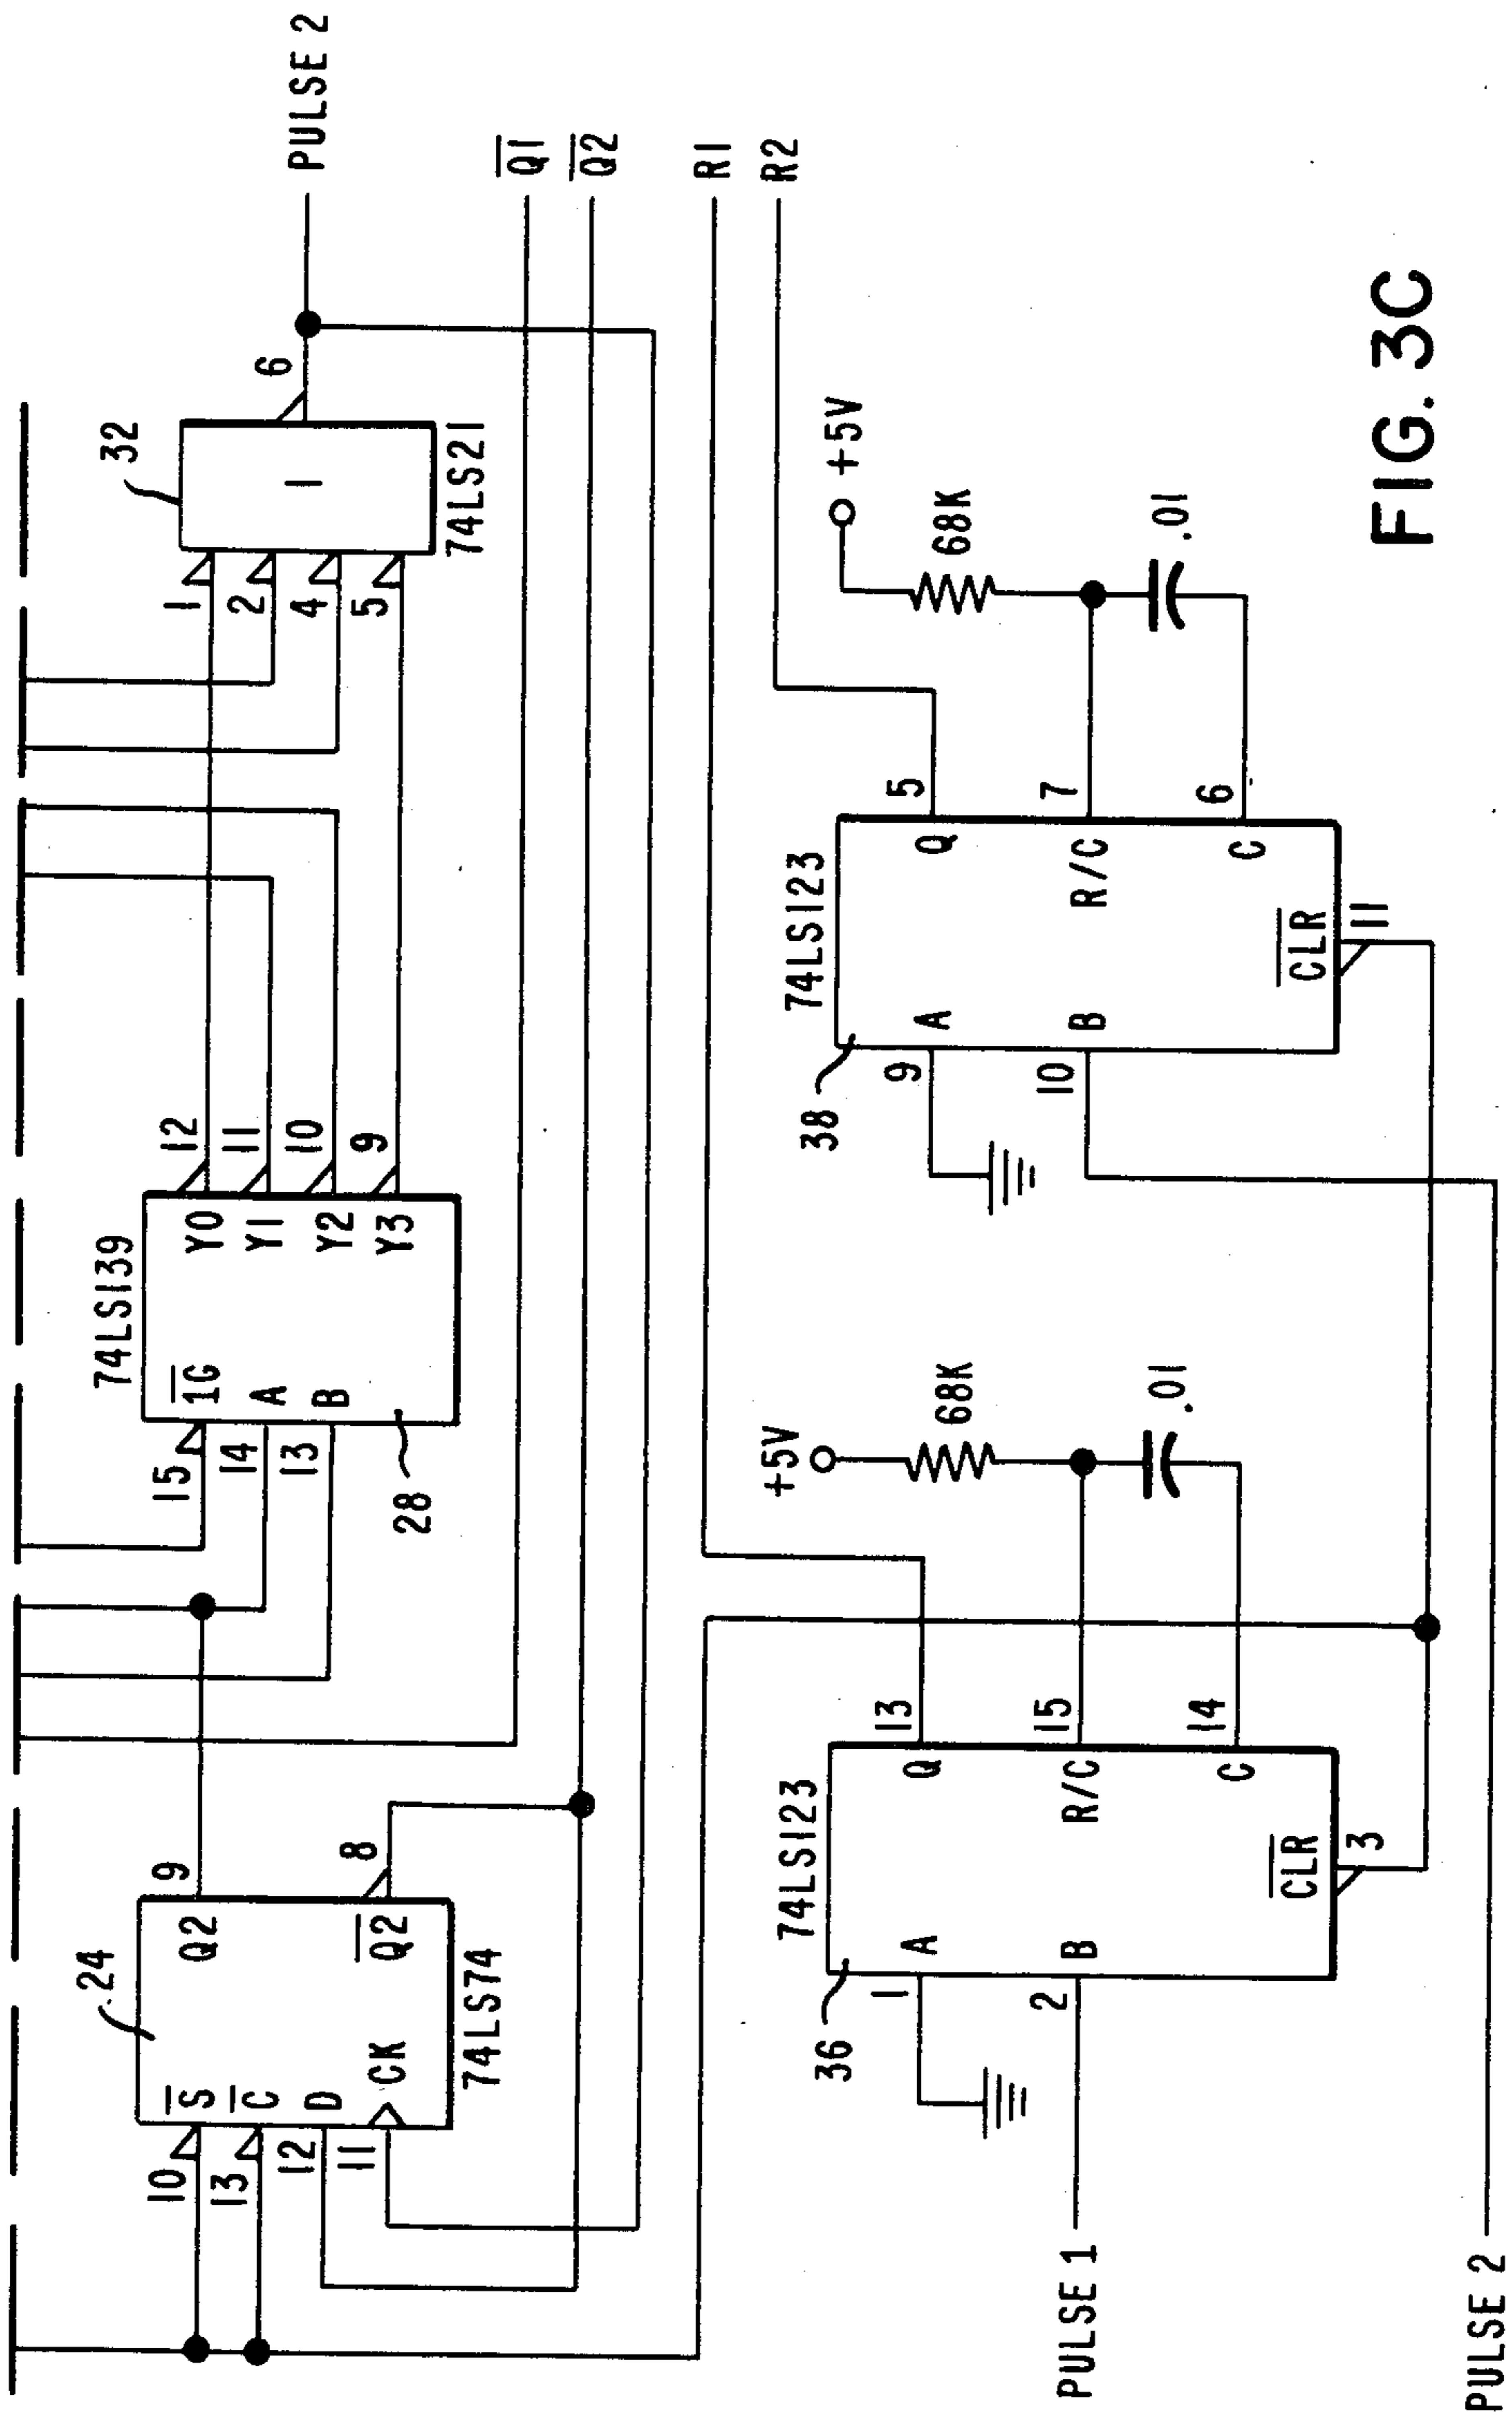 24
10
13
12
11
S
C
D
CK
Q2
Q2
9
8
74LS74
74LS139
15
14
13
1G
A
B
28
Y0
Y1
Y2
Y3
12
11
10
9
32
1
2
4
5
1
6
74LS21
PULSE 2
Q1
Q2
R1
R2
PULSE 1
36
1
2
74LS123
A
B
Q
R/C
C
CLR
13
15
14
3
+5V
68K
.01
PULSE 2
38
9
10
74LS123
A
B
Q
R/C
C
CLR
5
7
6
11
+5V
68K
.01
FIG. 3C